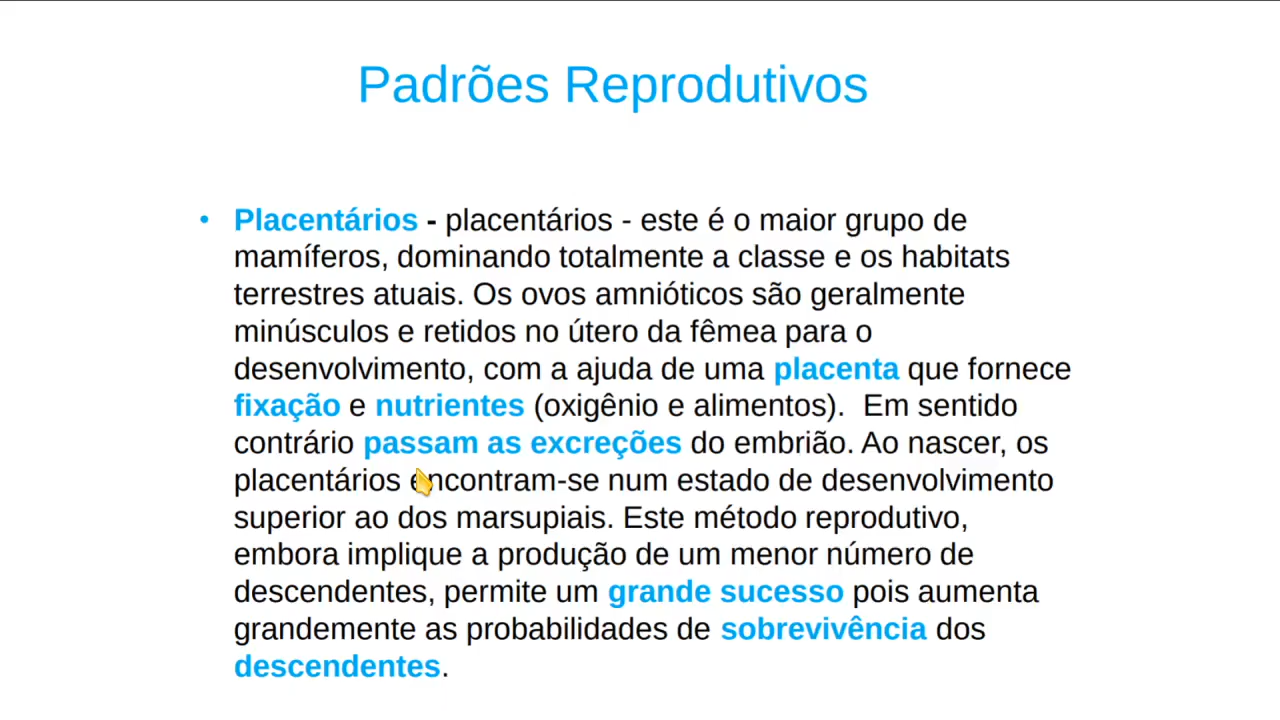 Padrões Reprodutivos
• Placentários - placentários - este é o maior grupo de
mamíferos, dominando totalmente a classe e os habitats
terrestres atuais. Os ovos amnióticos são geralmente
minúsculos e retidos no útero da fêmea para o
desenvolvimento, com a ajuda de uma placenta que fornece
fixação e nutrientes (oxigênio e alimentos).  Em sentido
contrário passam as excreções do embrião. Ao nascer, os
placentários encontram-se num estado de desenvolvimento
superior ao dos marsupiais. Este método reprodutivo,
embora implique a produção de um menor número de
descendentes, permite um grande sucesso pois aumenta
grandemente as probabilidades de sobrevivência dos
descendentes.